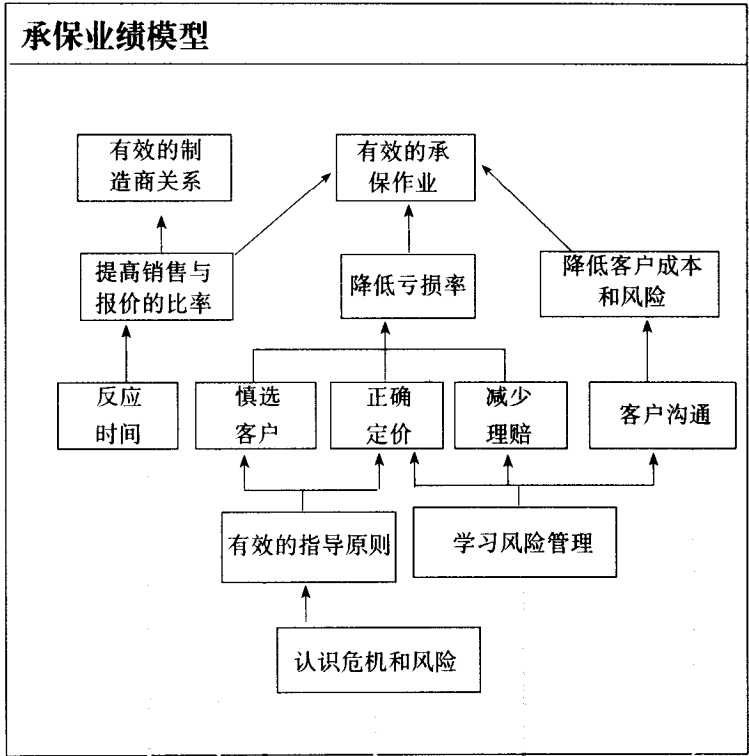 承保业绩模型
有效的制
造商关系
有效的承
保作业
提高销售与
报价的比率
降低亏损率
降低客户成本
和风险
反应
时间
慎选
客户
正确
定价
减少
理赔
客户沟通
有效的指导原则
学习风险管理
认识危机和风险